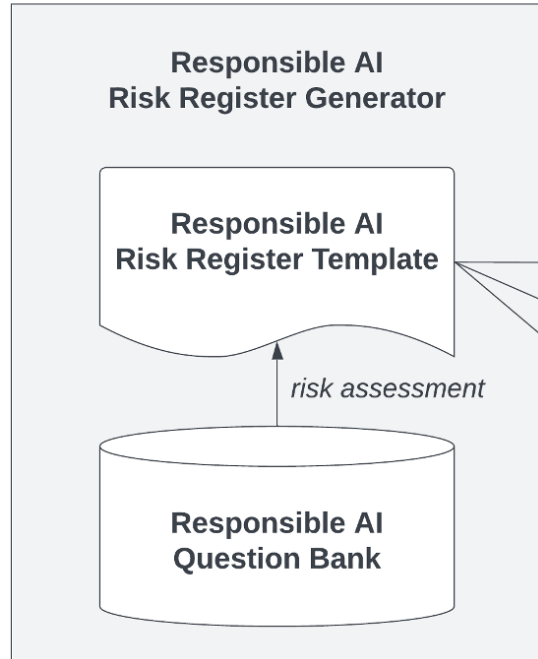 Responsible AI
Risk Register Generator
Responsible AI
Risk Register Template
risk assessment
Responsible AI
Question Bank